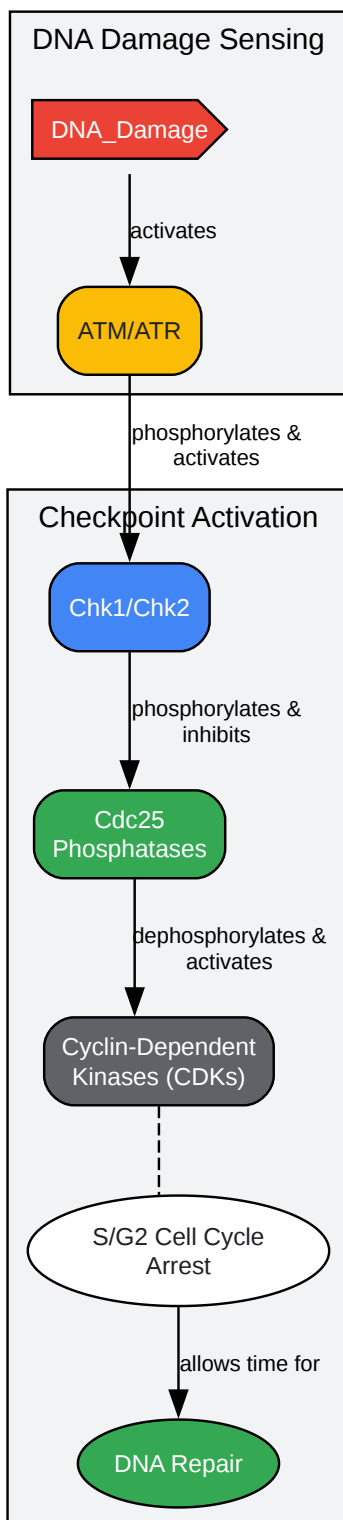 DNA Damage Sensing
DNA_Damage
activates
ATM/ATR
phosphorylates &
activates
Checkpoint Activation
Chk1/Chk2
phosphorylates &
inhibits
Cdc25
Phosphatases
dephosphorylates &
activates
Cyclin-Dependent
Kinases (CDKs)
S/G2 Cell Cycle
Arrest
allows time for
DNA Repair